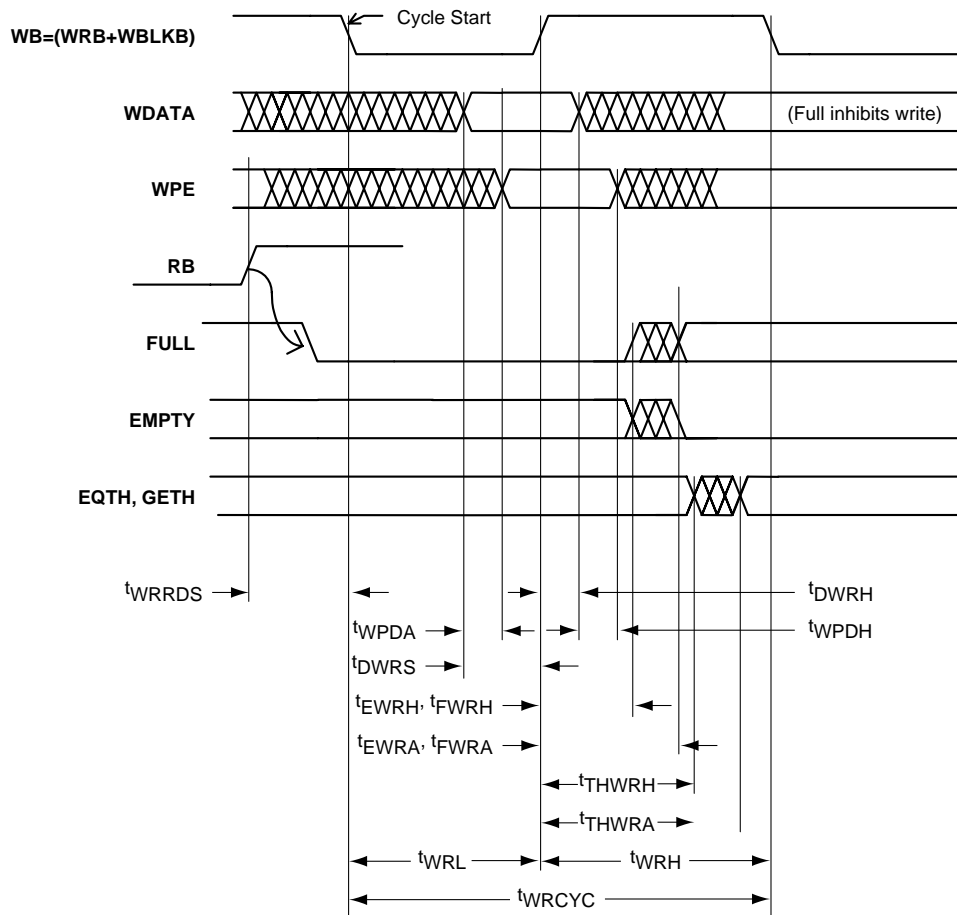 Cycle Start
WB=(WRB+WBLKB)
WDATA
(Full inhibits write)
WPE
RB
FULL
EMPTY
EQTH, GETH
tWRRDS
tDWRH
tWPDA
tWPDH
tDWRS
tEWRH, tFWRH
tEWRA, tFWRA
tTHWRH
tTHWRA
tWRL
tWRH
tWRCYC